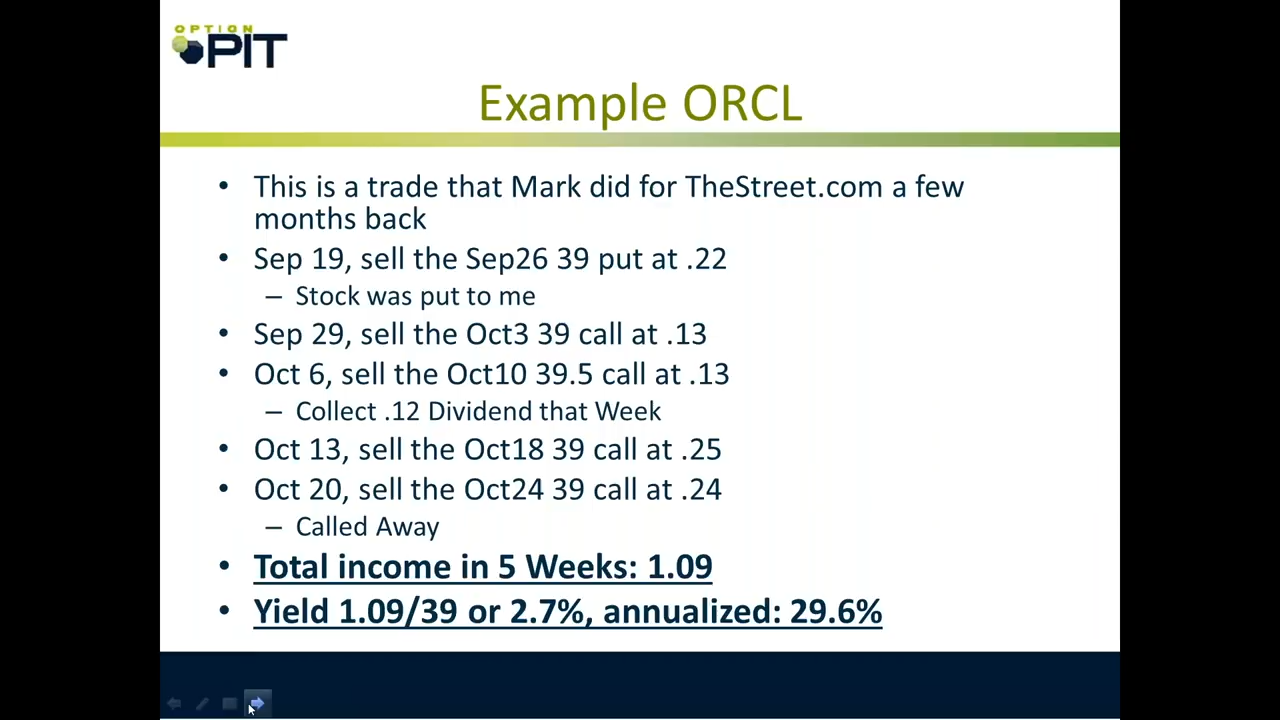 OPTION
PIT
Example ORCL
• This is a trade that Mark did for TheStreet.com a few
months back
• Sep 19, sell the Sep26 39 put at .22
– Stock was put to me
• Sep 29, sell the Oct3 39 call at .13
• Oct 6, sell the Oct10 39.5 call at .13
– Collect .12 Dividend that Week
• Oct 13, sell the Oct18 39 call at .25
• Oct 20, sell the Oct24 39 call at .24
– Called Away
• Total income in 5 Weeks: 1.09
• Yield 1.09/39 or 2.7%, annualized: 29.6%